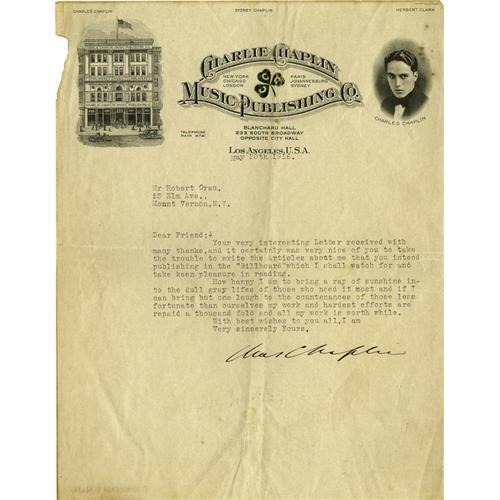 CHARLES CHAPLIN
SYDNEY CHAPLIN
HERBERT CLARK
CHARLIE CHAPLIN
NEW YORK
CHICAGO
LONDON
PARIS
JOHANNESBURG
SYDNEY
MUSIC PUBLISHING CO.
CHARLES CHAPLIN
BLANCHARD HALL
TELEPHONE
MAIN 6741
233 SOUTH BROADWAY
OPPOSITE CITY HALL
LOS ANGELES, U.S.A.
May 20th 1916.
Mr Robert Grau,
53 Elm Ave.,
Mount Vernon, N.Y.
Dear Friend:-
Your very interesting Letter received with
many thanks, and it certainly was very nice of you to take
the trouble to write the Articles about me that you intend
publishing in the "Billboard" which I shall watch for and
take keen pleasure in reading.
How happy I am to bring a ray of sunshine in-
to the dull grey lifes of those who need it most and if I
can bring but one laugh to the countenances of those less
fortunate than ourselves my work and hardest efforts are
repaid a thousand fold and all my work is worth while.
With best wishes to you all, I am
Very sincerely Yours,
Chas Chaplin